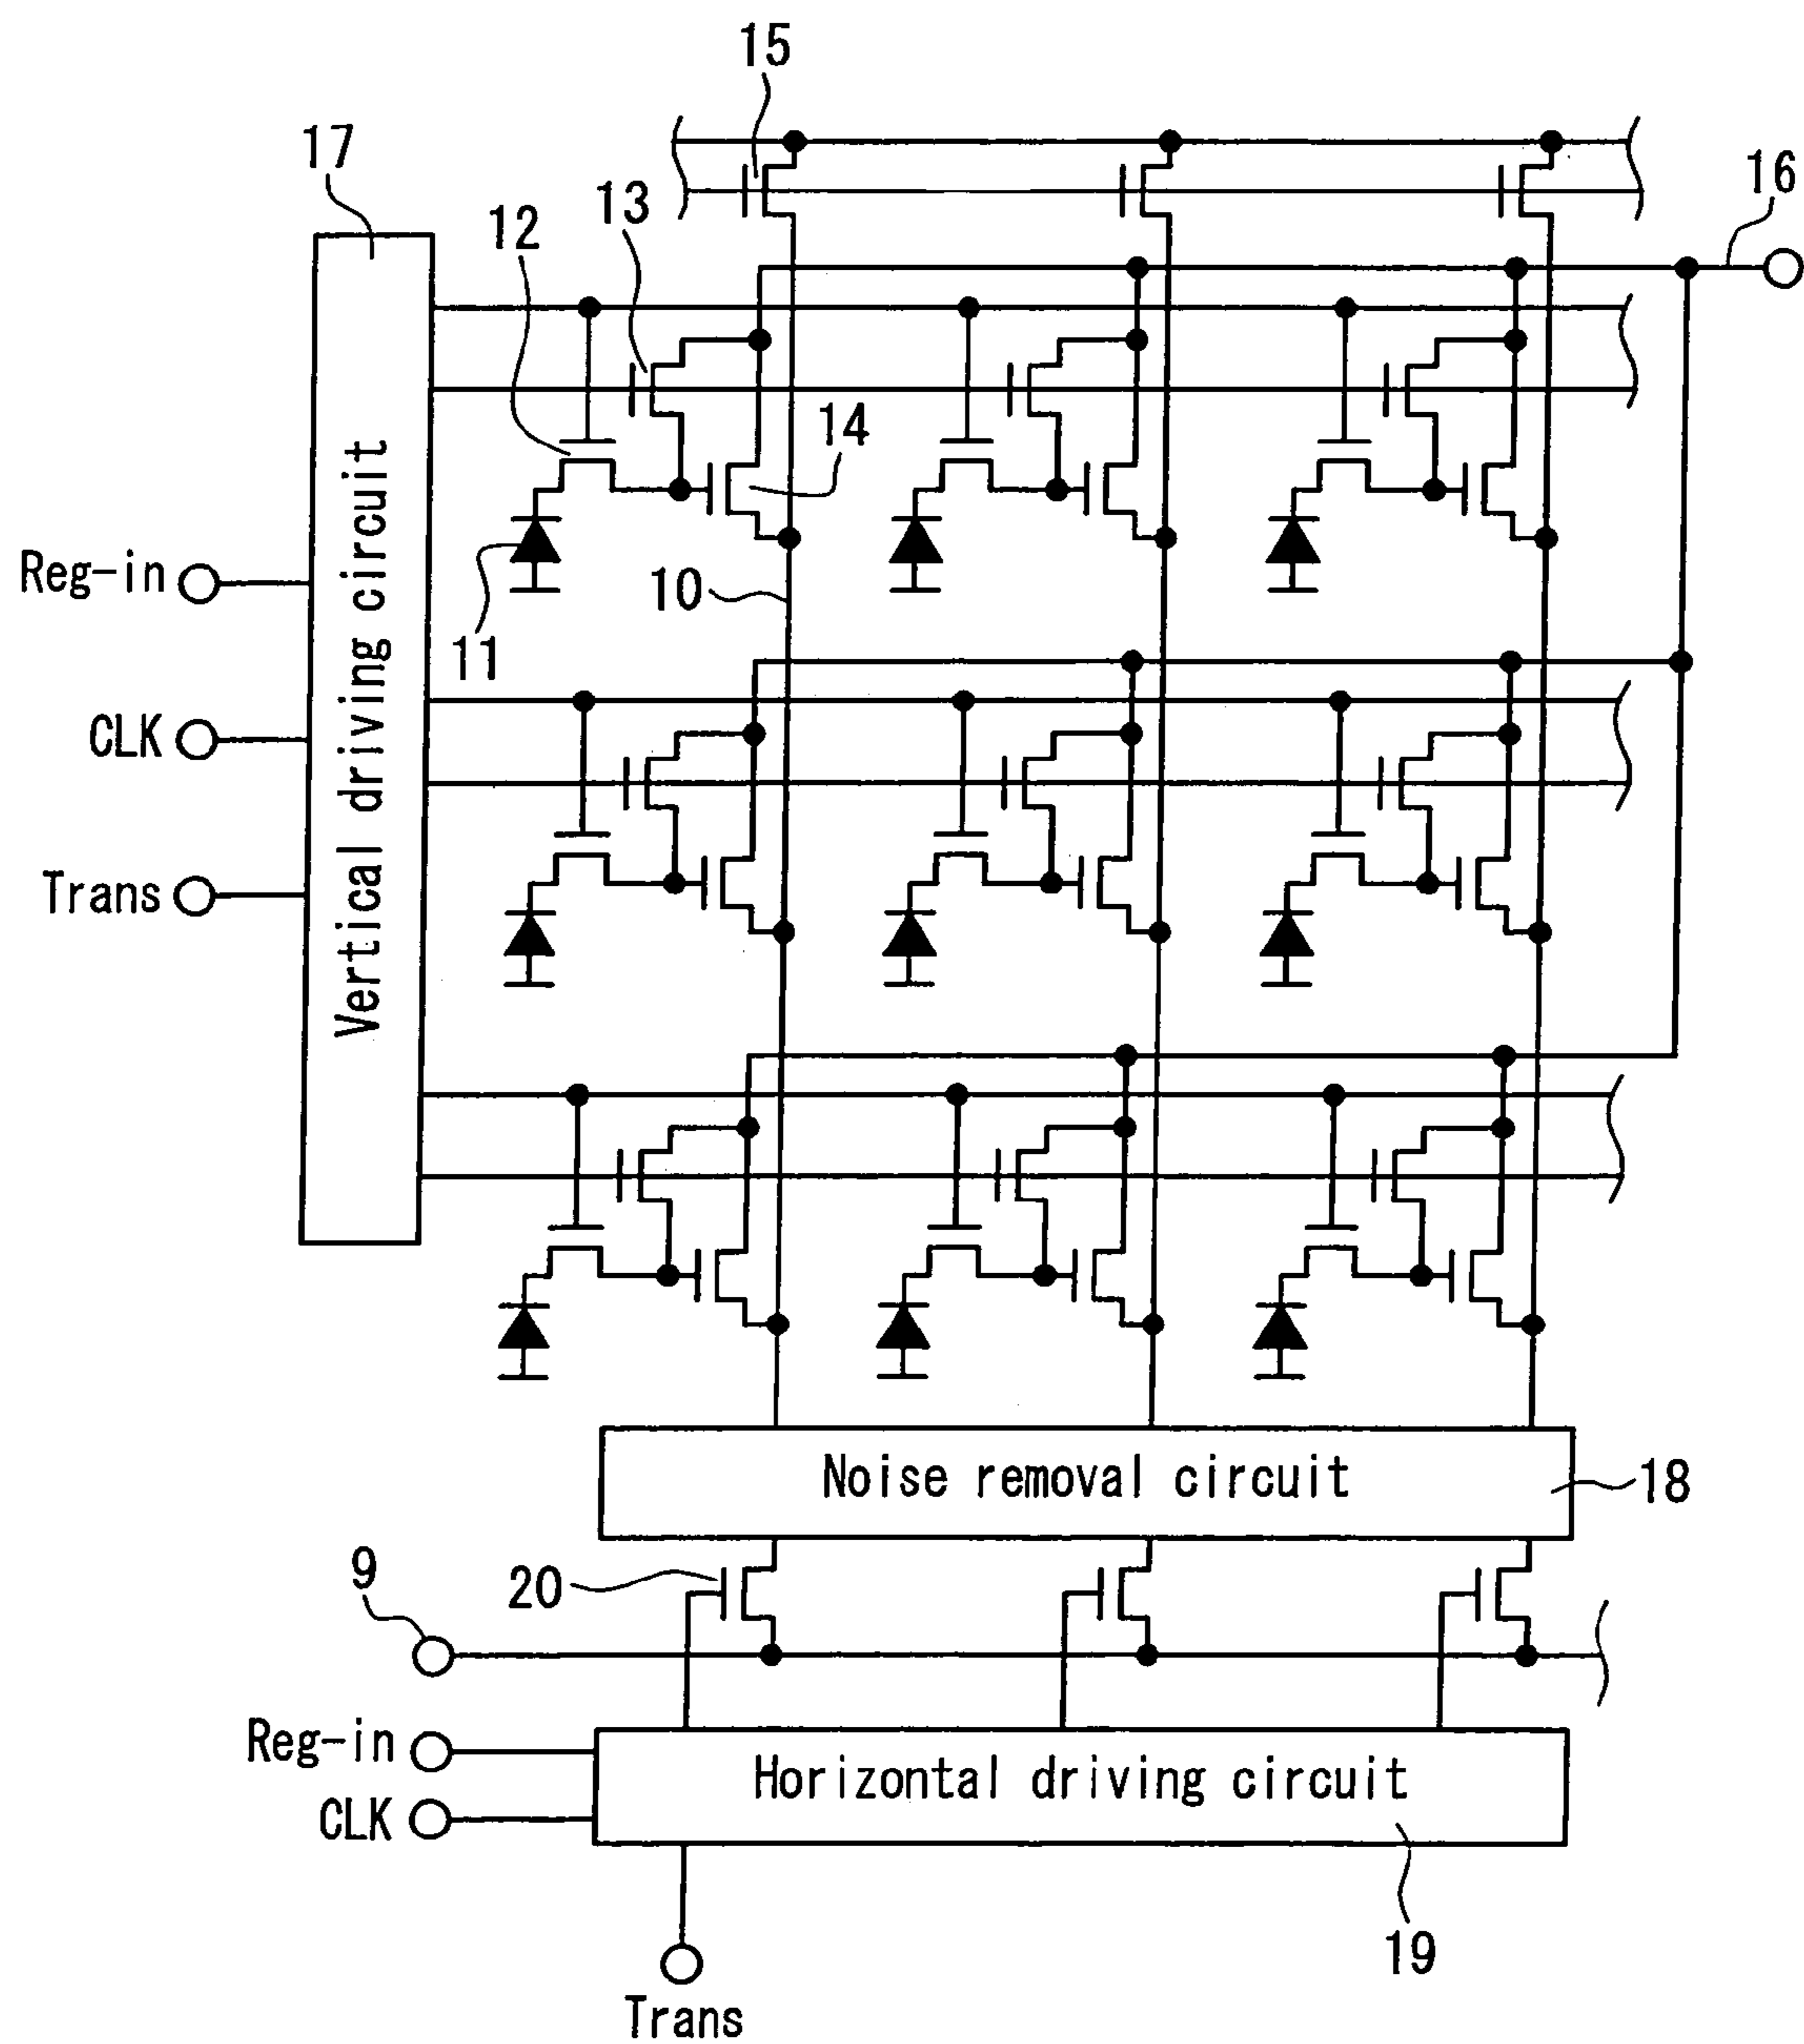 15
17
16
13
12
14
Vertical driving circuit
Reg-in
10
11
CLK
Trans
Noise removal circuit
18
9
20
Reg-in
Horizontal driving circuit
CLK
19
Trans